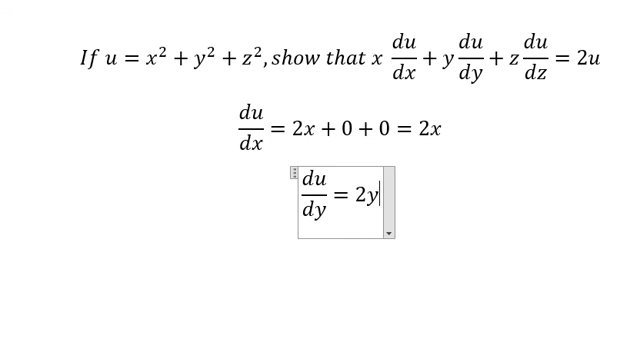 If u = x² + y² + z², show that x du/dx + y du/dy + z du/dz = 2u
du/dx = 2x + 0 + 0 = 2x
du/dy = 2y